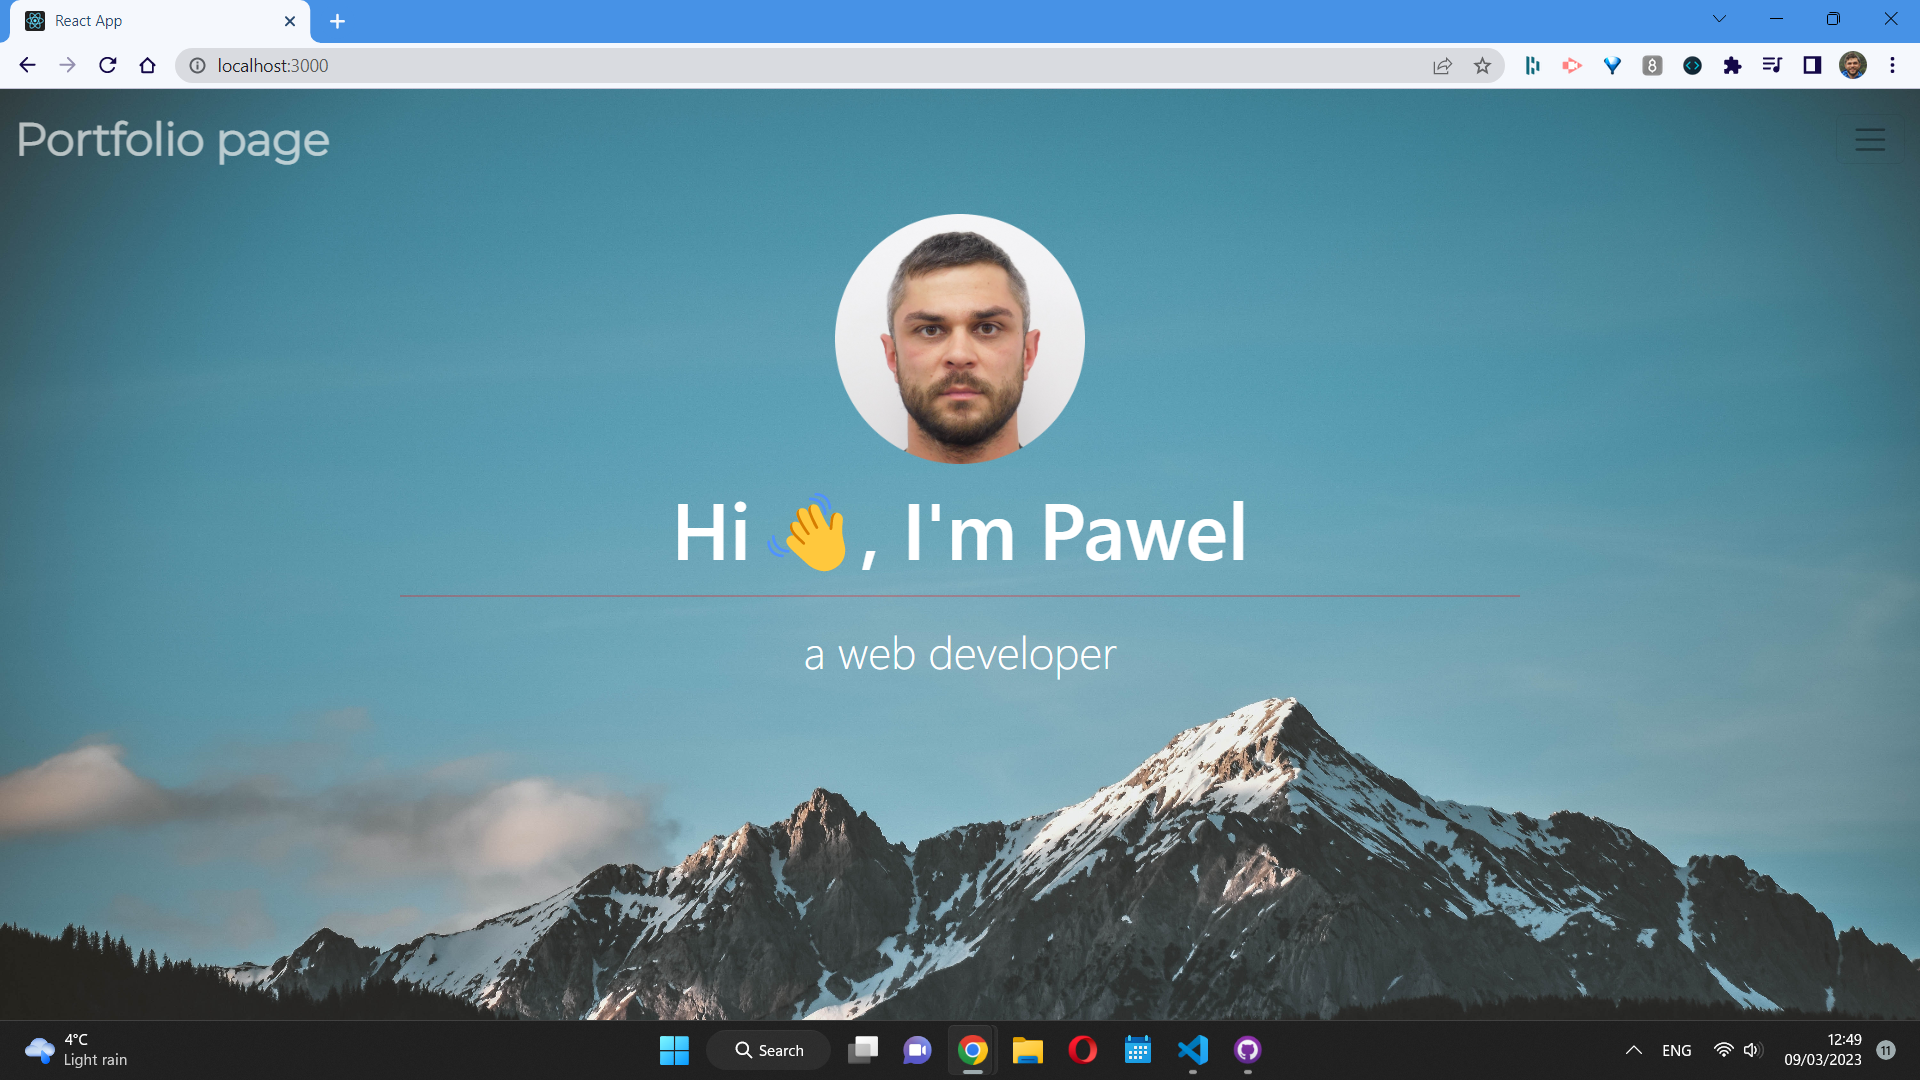 React App
localhost:3000
8
Portfolio page
Hi 👋, I'm Pawel
a web developer
4°C
Light rain
Search
ENG
12:49
09/03/2023
11